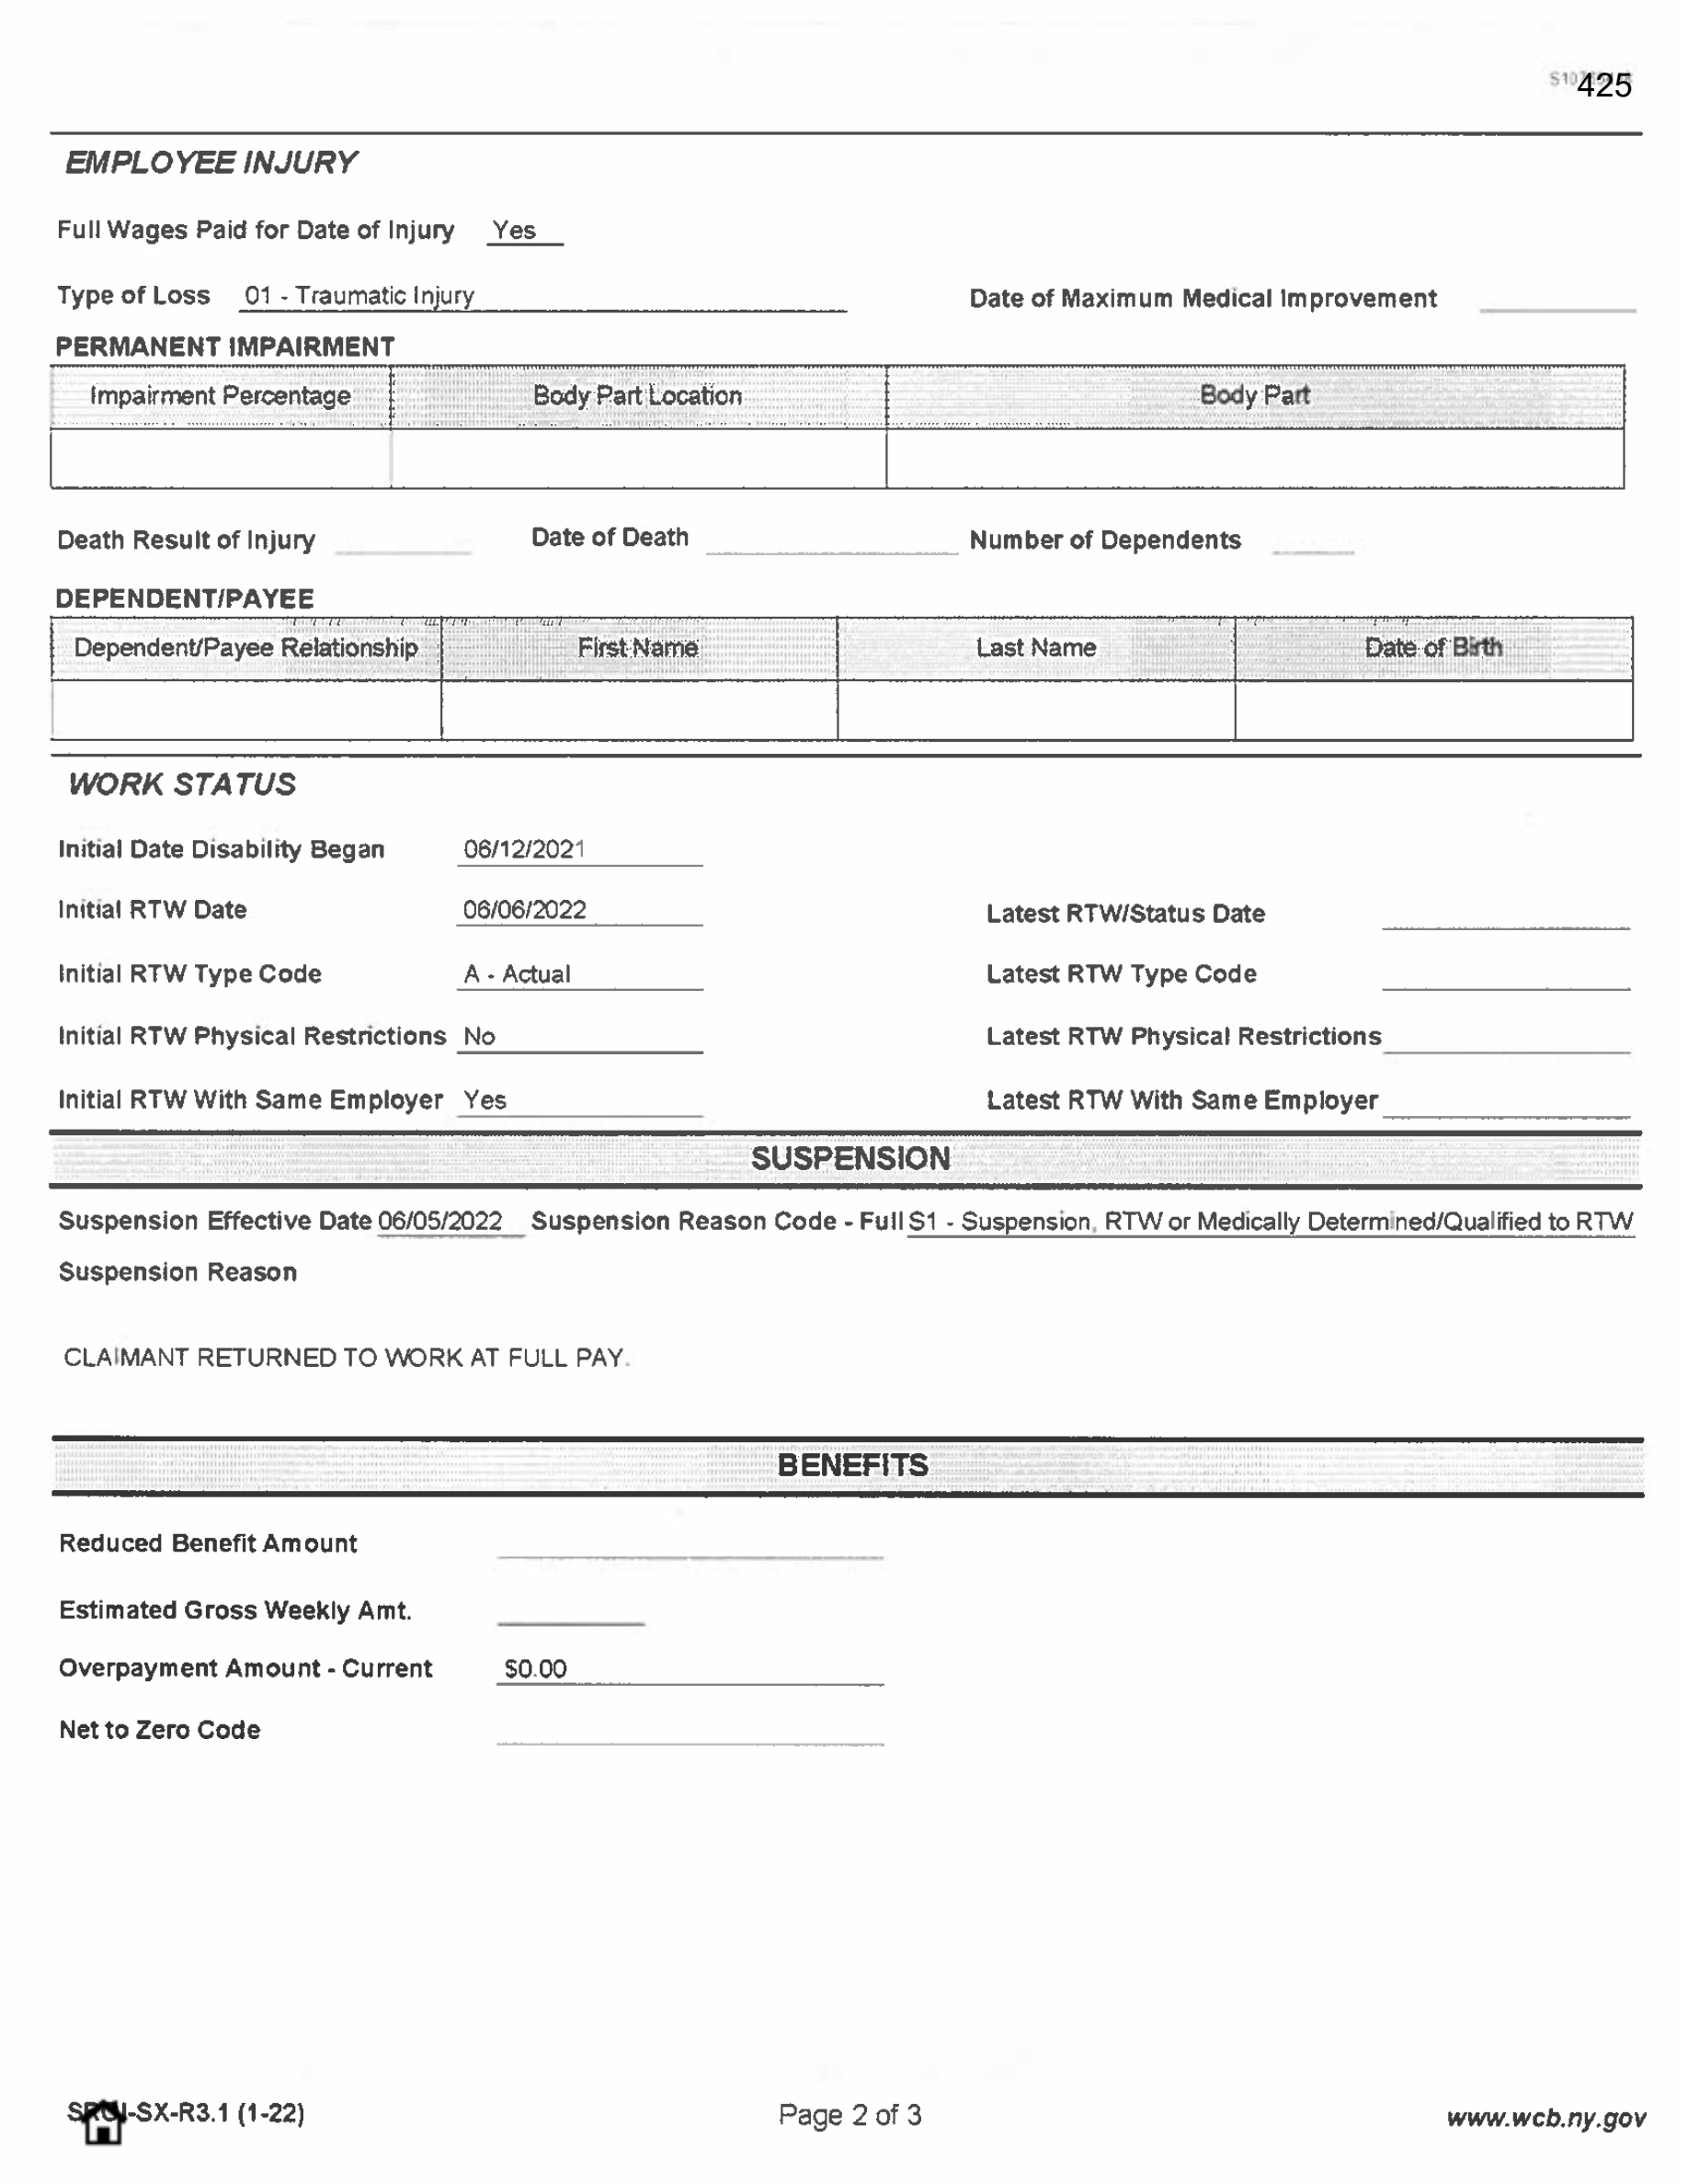 425
EMPLOYEE INJURY
Full Wages Paid for Date of Injury Yes
Type of Loss 01 - Traumatic Injury Date of Maximum Medical Improvement
PERMANENT IMPAIRMENT
Impairment Percentage Body Part Location Body Part
Death Result of Injury Date of Death Number of Dependents
DEPENDENT/PAYEE
Dependent/Payee Relationship First Name Last Name Date of Birth
WORK STATUS
Initial Date Disability Began 06/12/2021
Initial RTW Date 06/06/2022 Latest RTW/Status Date
Initial RTW Type Code A - Actual Latest RTW Type Code
Initial RTW Physical Restrictions No Latest RTW Physical Restrictions
Initial RTW With Same Employer Yes Latest RTW With Same Employer
SUSPENSION
Suspension Effective Date 06/05/2022 Suspension Reason Code - Full S1 - Suspension, RTW or Medically Determined/Qualified to RTW
Suspension Reason
CLAIMANT RETURNED TO WORK AT FULL PAY.
BENEFITS
Reduced Benefit Amount
Estimated Gross Weekly Amt.
Overpayment Amount - Current $0.00
Net to Zero Code
SROI-SX-R3.1 (1-22) Page 2 of 3 www.wcb.ny.gov